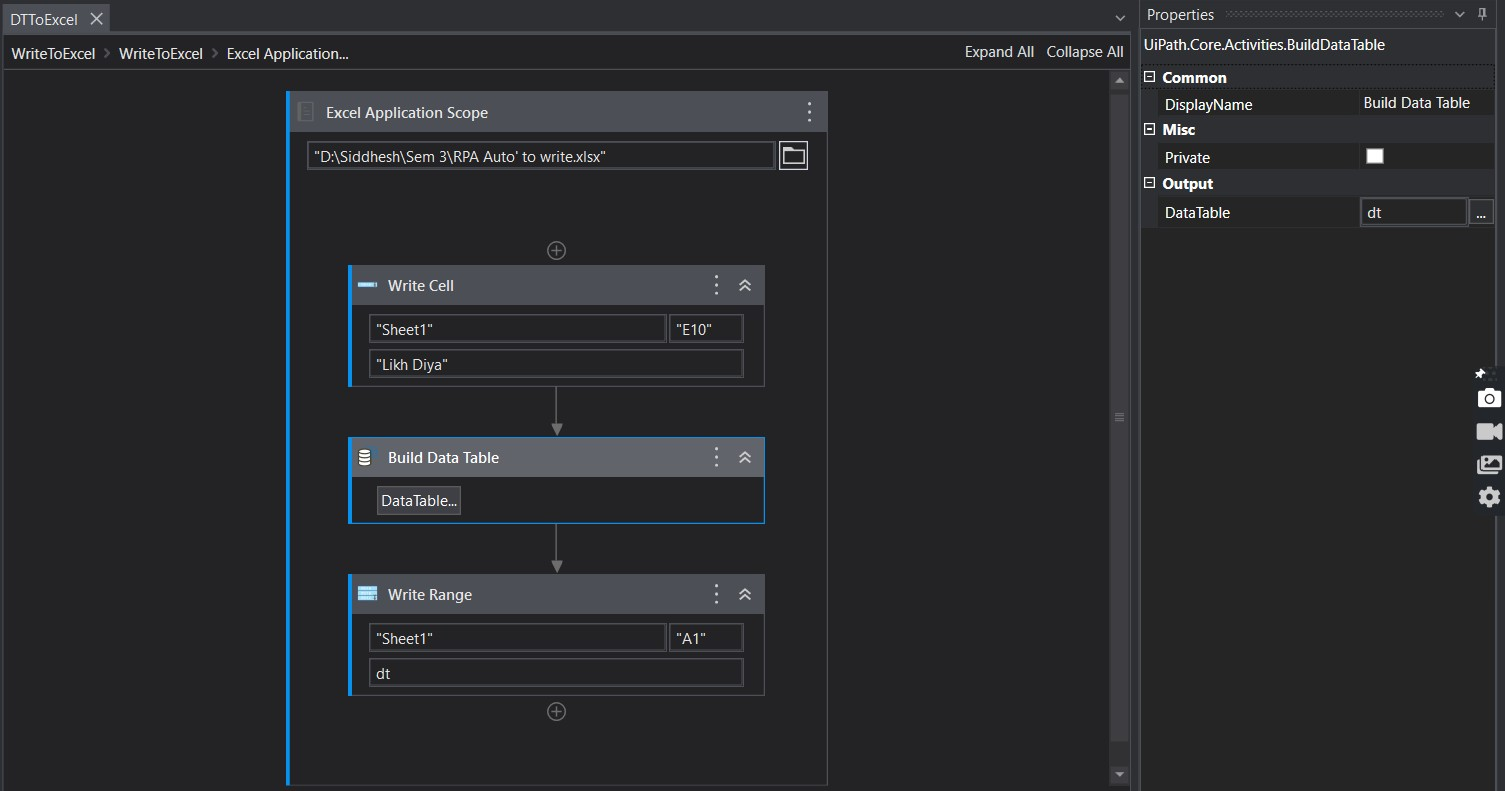 DTToExcel
WriteToExcel > WriteToExcel > Excel Application...
Expand All Collapse All
Excel Application Scope
"D:\Siddhesh\Sem 3\RPA Auto' to write.xlsx"
Write Cell
"Sheet1" "E10"
"Likh Diya"
Build Data Table
DataTable...
Write Range
"Sheet1" "A1"
dt
Properties
UiPath.Core.Activities.BuildDataTable
Common
DisplayName Build Data Table
Misc
Private
Output
DataTable dt ...